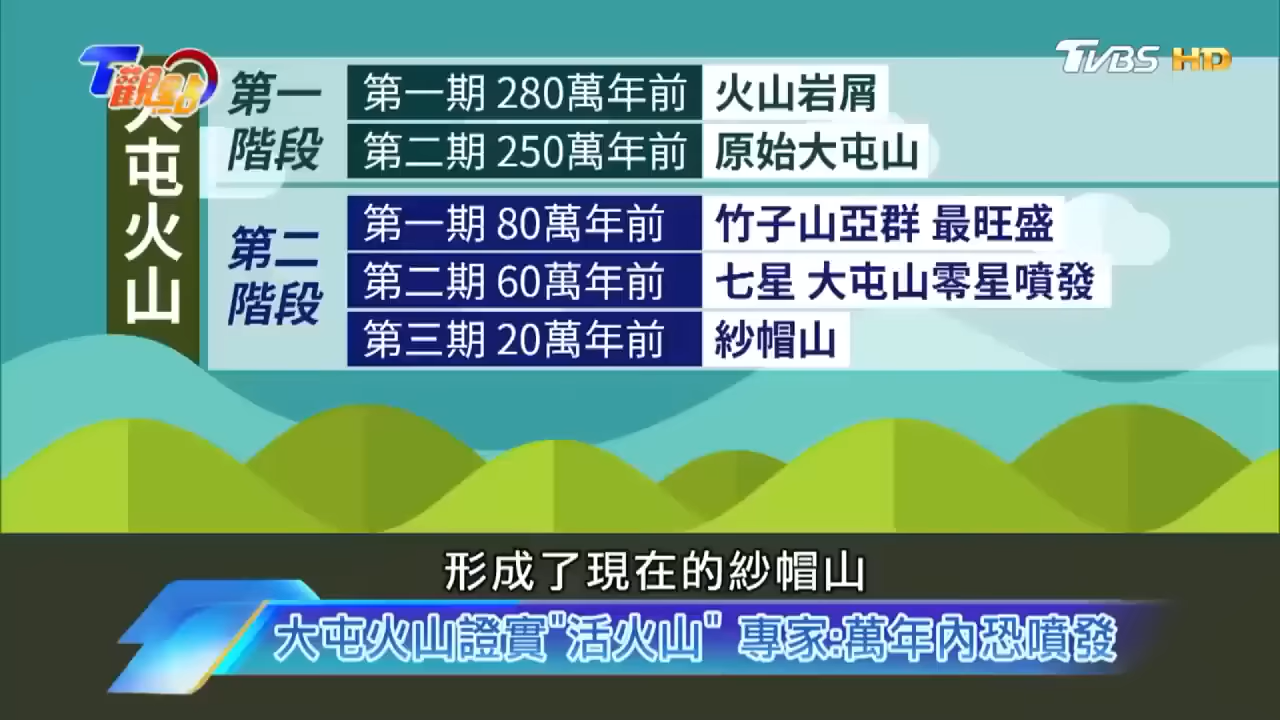 T觀點
TVBS HD
大屯火山
第一階段
第一期 280萬年前 火山岩屑
第二期 250萬年前 原始大屯山
第二階段
第一期 80萬年前 竹子山亞群 最旺盛
第二期 60萬年前 七星 大屯山零星噴發
第三期 20萬年前 紗帽山
形成了現在的紗帽山
大屯火山證實"活火山" 專家:萬年內恐噴發